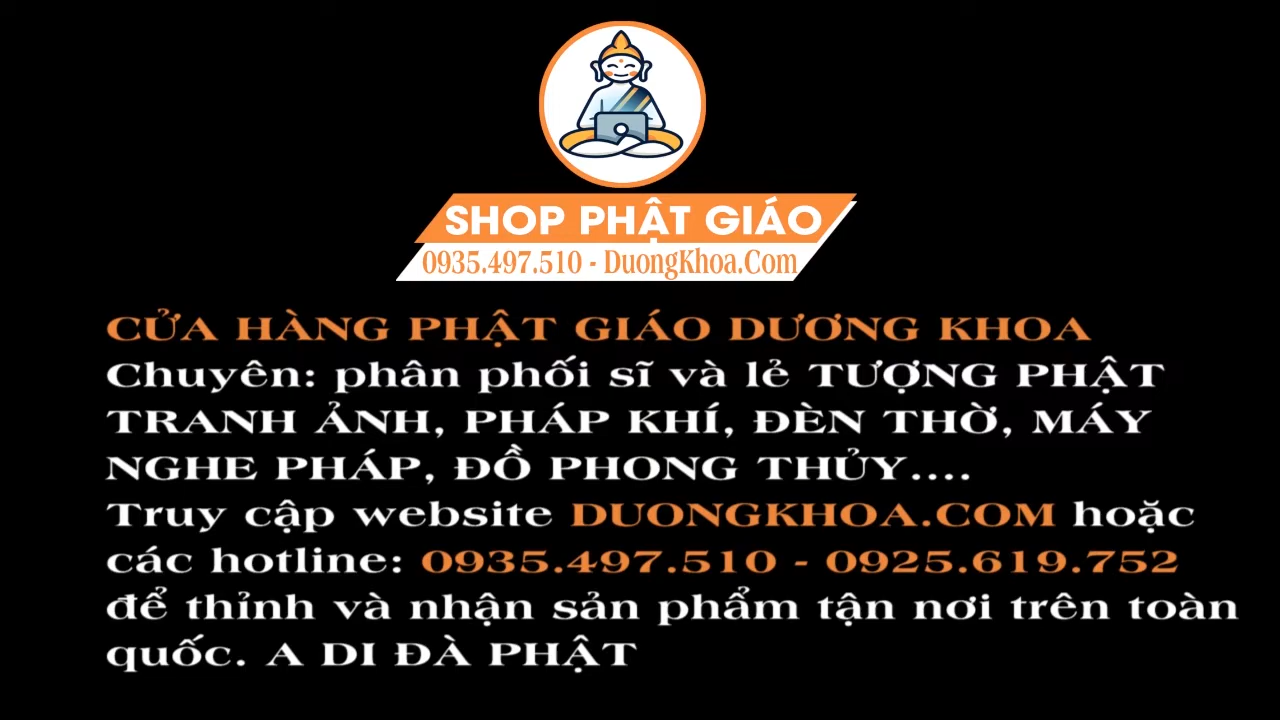 SHOP PHẬT GIÁO
0935.497.510 - DuongKhoa.Com
CỬA HÀNG PHẬT GIÁO DƯƠNG KHOA
Chuyên: phân phối sĩ và lẻ TƯỢNG PHẬT
TRANH ẢNH, PHÁP KHÍ, ĐÈN THỜ, MÁY
NGHE PHÁP, ĐỒ PHONG THỦY....
Truy cập website DUONGKHOA.COM hoặc
các hotline: 0935.497.510 - 0925.619.752
để thỉnh và nhận sản phẩm tận nơi trên toàn
quốc. A DI ĐÀ PHẬT